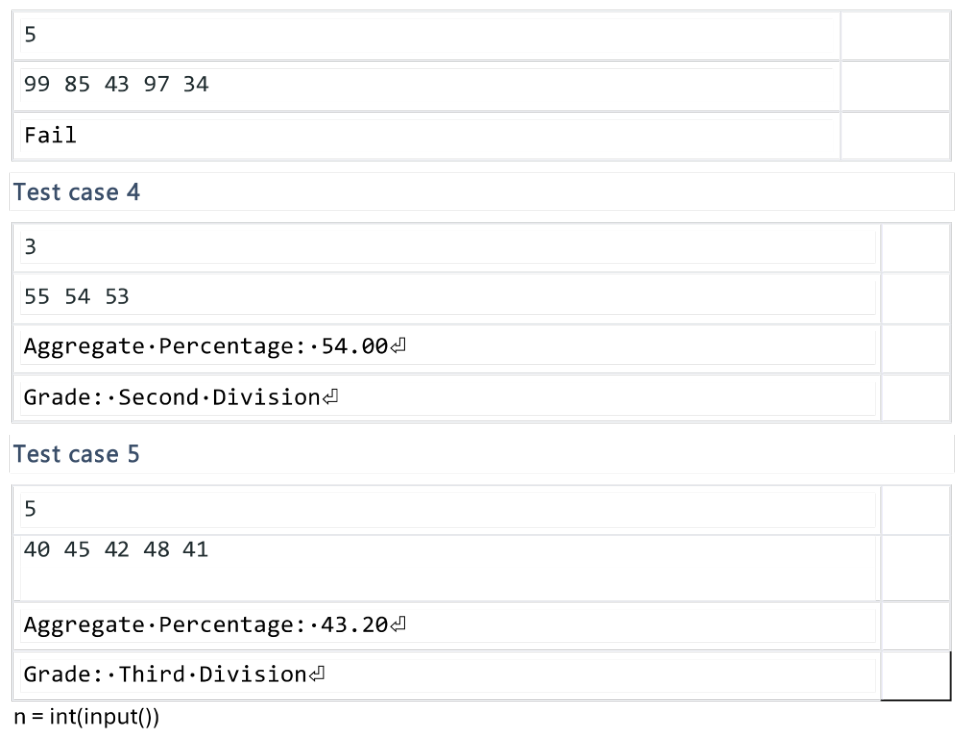 5
99 85 43 97 34
Fail
Test case 4
3
55 54 53
Aggregate·Percentage:·54.00⏎
Grade:·Second·Division⏎
Test case 5
5
40 45 42 48 41
Aggregate·Percentage:·43.20⏎
Grade:·Third·Division⏎
n = int(input())